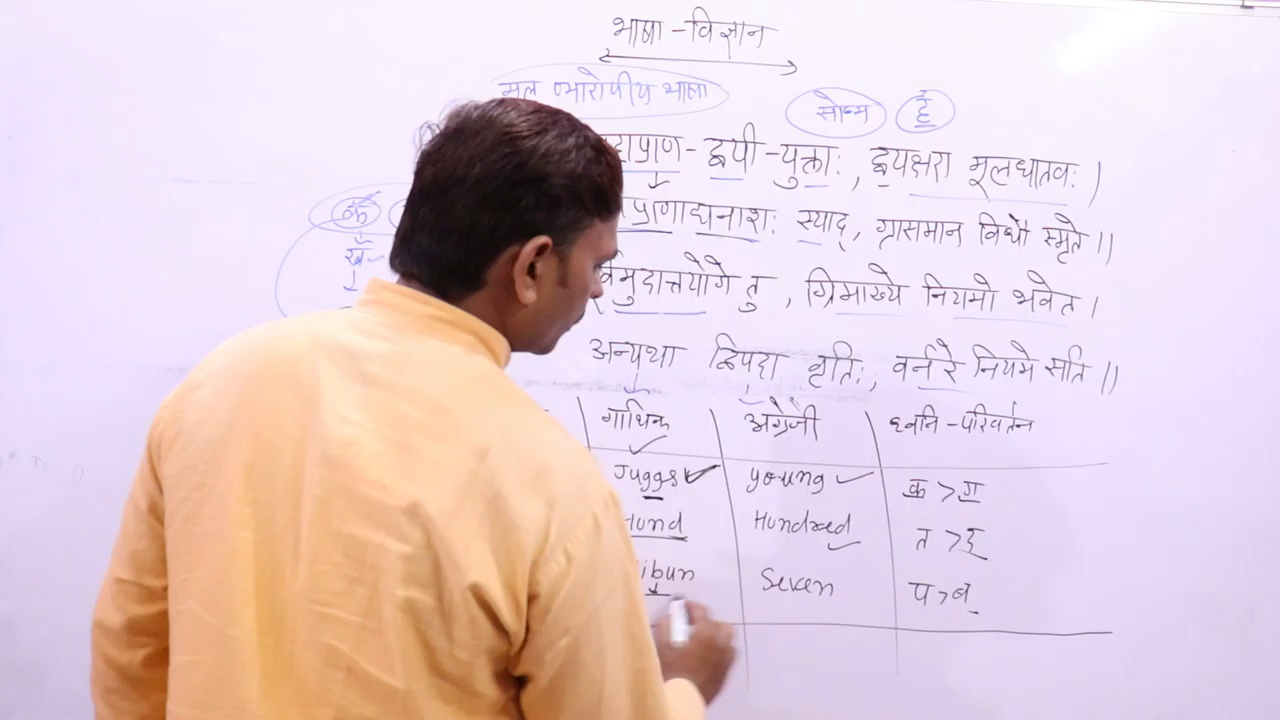 भाषा-विज्ञान
मूल भारोपीय भाषा
सोष्म हैं
प्राण-द्वयी-युक्ताः, द्वयक्षरा मूलधातवः।
प्राणाद्यनाशः स्याद्, ग्रासमान विधौ स्मृते॥
मुदात्तयोगे तु, ग्रिमाख्ये नियमो भवेत।
अन्यथा द्विपदा वृतिः, वर्नरे नियमे सति॥
क
ख
गाथिक अंग्रेजी ध्वनि-परिवर्तन
Juggs young क > ग
Hund Hundred त > द
ibun Seven प > ब